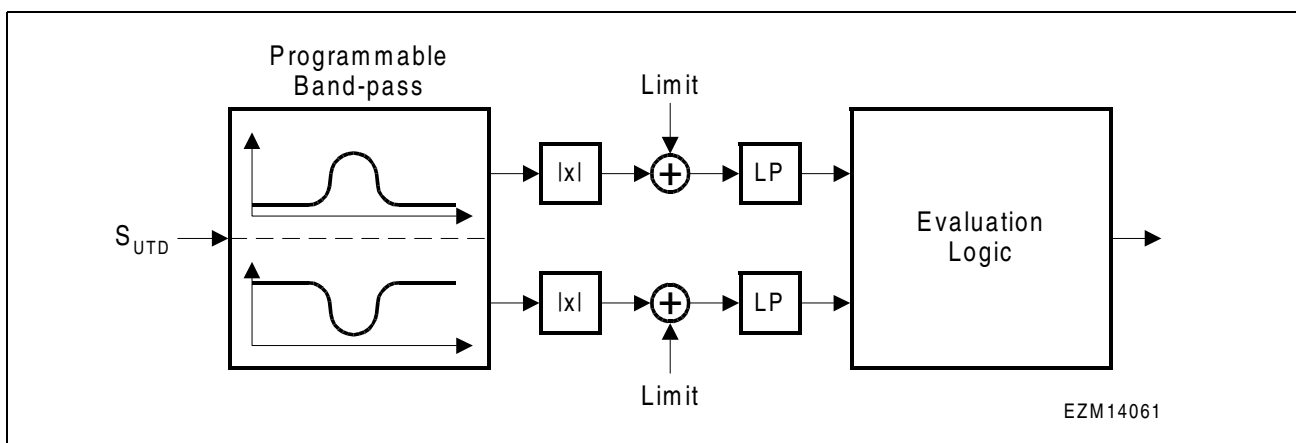 Programmable
Band-pass
Limit
|x|
+
LP
S_UTD
Evaluation
Logic
|x|
+
LP
Limit
EZM14061